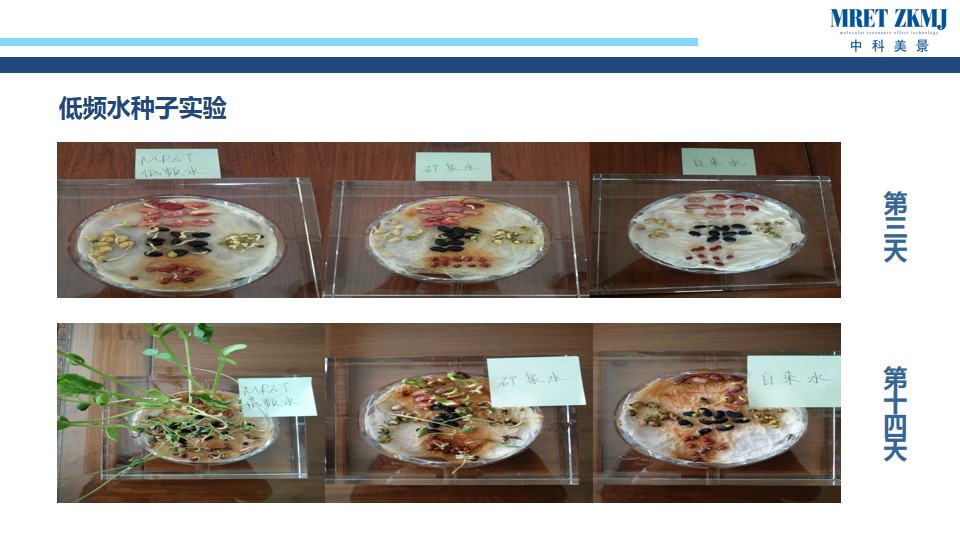 MRET ZKMJ
molecular resonance effect technology
中科美景
低频水种子实验
MRET
低频水
矿泉水
自来水
第三天
MRET
低频水
矿泉水
自来水
第十四天